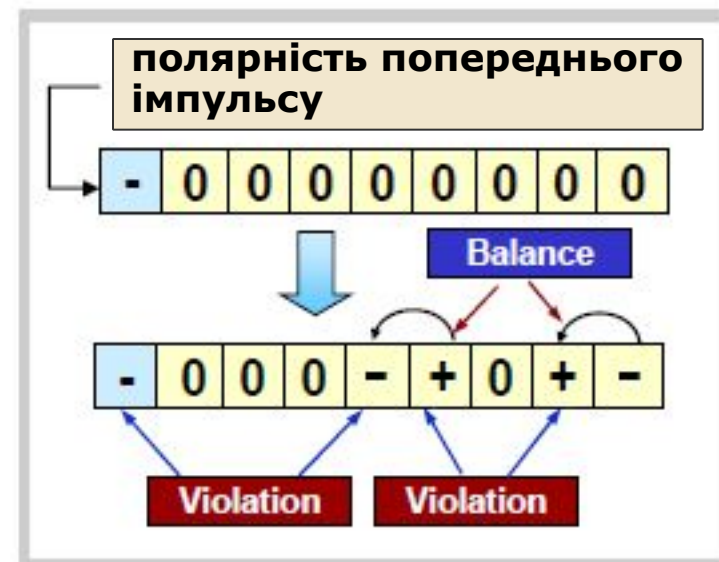 полярність попереднього
імпульсу
- 0 0 0 0 0 0 0 0
Balance
- 0 0 0 - + 0 + -
Violation Violation